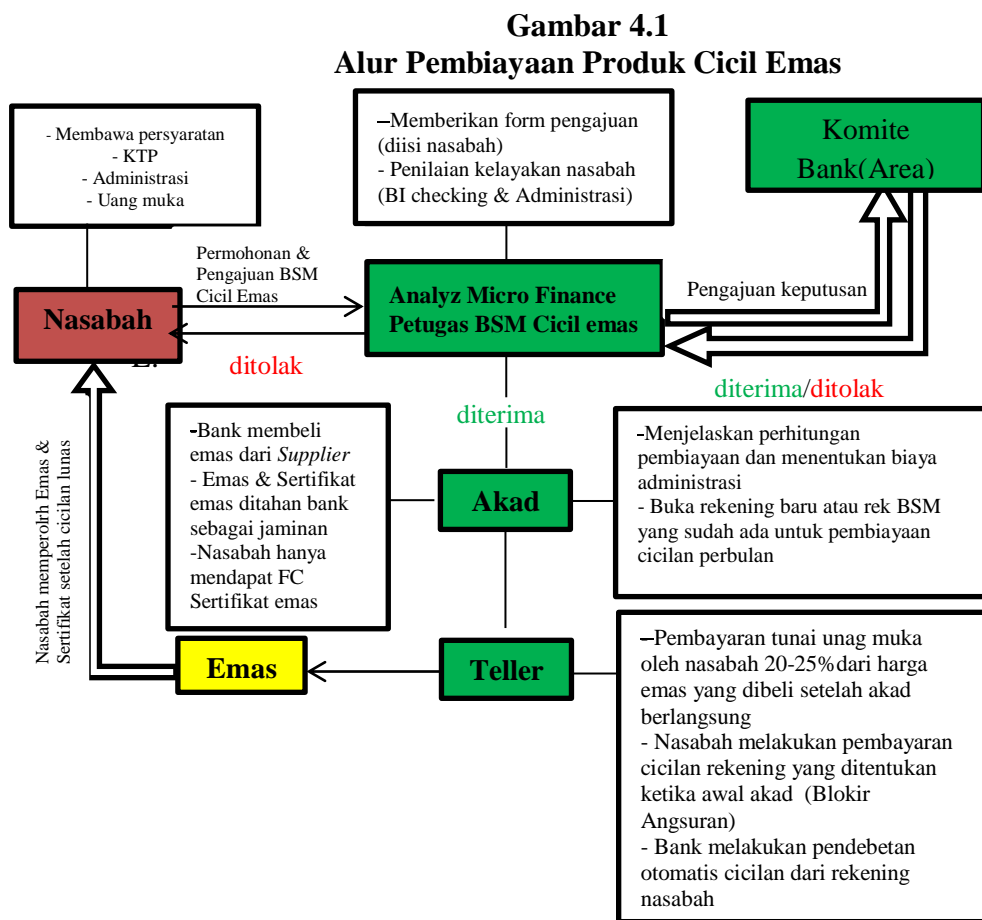 Gambar 4.1
Alur Pembiayaan Produk Cicil Emas
- Membawa persyaratan
- KTP
- Administrasi
- Uang muka
-Memberikan form pengajuan
(diisi nasabah)
- Penilaian kelayakan nasabah
(BI checking & Administrasi)
Komite
Bank(Area)
Permohonan &
Pengajuan BSM
Cicil Emas
Nasabah
Analyz Micro Finance
Petugas BSM Cicil emas
Pengajuan keputusan
ditolak
diterima/ditolak
diterima
-Bank membeli
emas dari Supplier
- Emas & Sertifikat
emas ditahan bank
sebagai jaminan
-Nasabah hanya
mendapat FC
Sertifikat emas
Akad
-Menjelaskan perhitungan
pembiayaan dan menentukan biaya
administrasi
- Buka rekening baru atau rek BSM
yang sudah ada untuk pembiayaan
cicilan perbulan
Nasabah memperolrh Emas &
Sertifikat setelah cicilan lunas
Emas
Teller
-Pembayaran tunai unag muka
oleh nasabah 20-25% dari harga
emas yang dibeli setelah akad
berlangsung
- Nasabah melakukan pembayaran
cicilan rekening yang ditentukan
ketika awal akad (Blokir
Angsuran)
- Bank melakukan pendebetan
otomatis cicilan dari rekening
nasabah